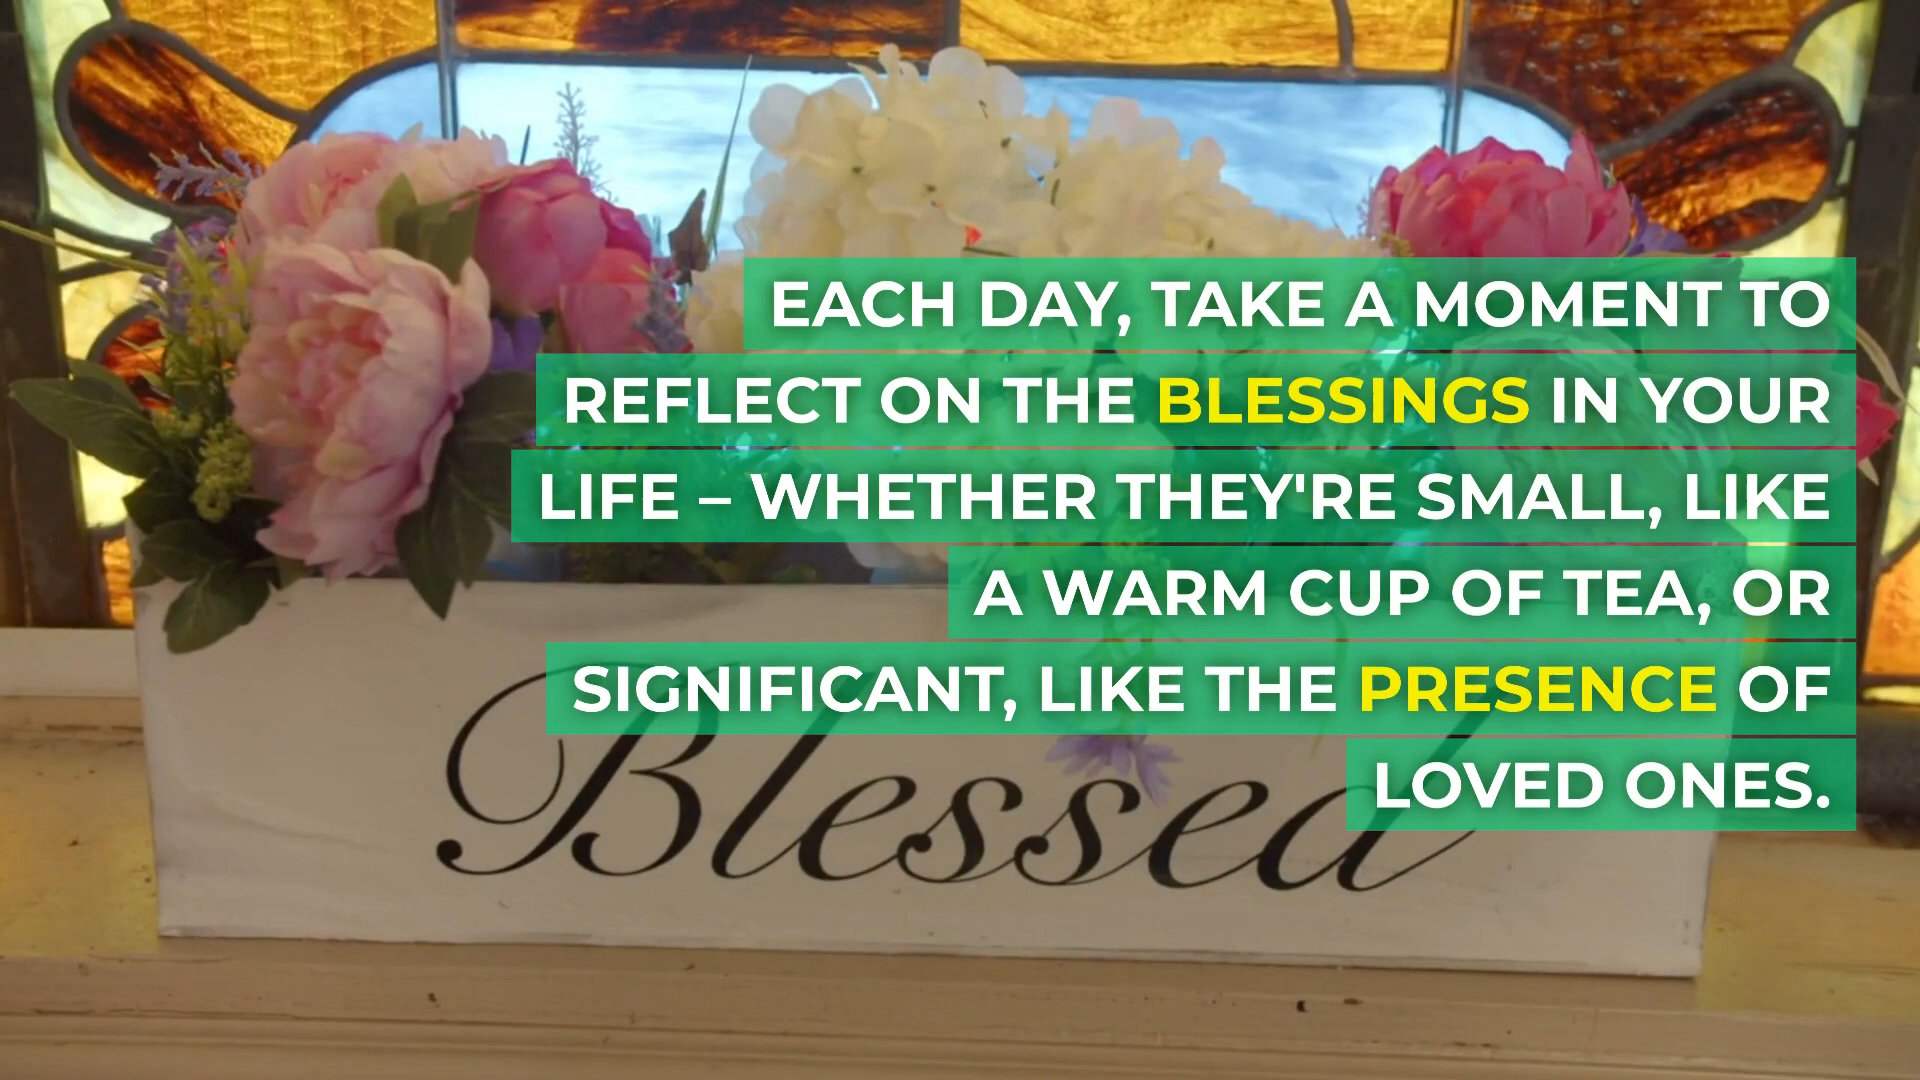 EACH DAY, TAKE A MOMENT TO
REFLECT ON THE BLESSINGS IN YOUR
LIFE – WHETHER THEY'RE SMALL, LIKE
A WARM CUP OF TEA, OR
SIGNIFICANT, LIKE THE PRESENCE OF
LOVED ONES.
Blessed